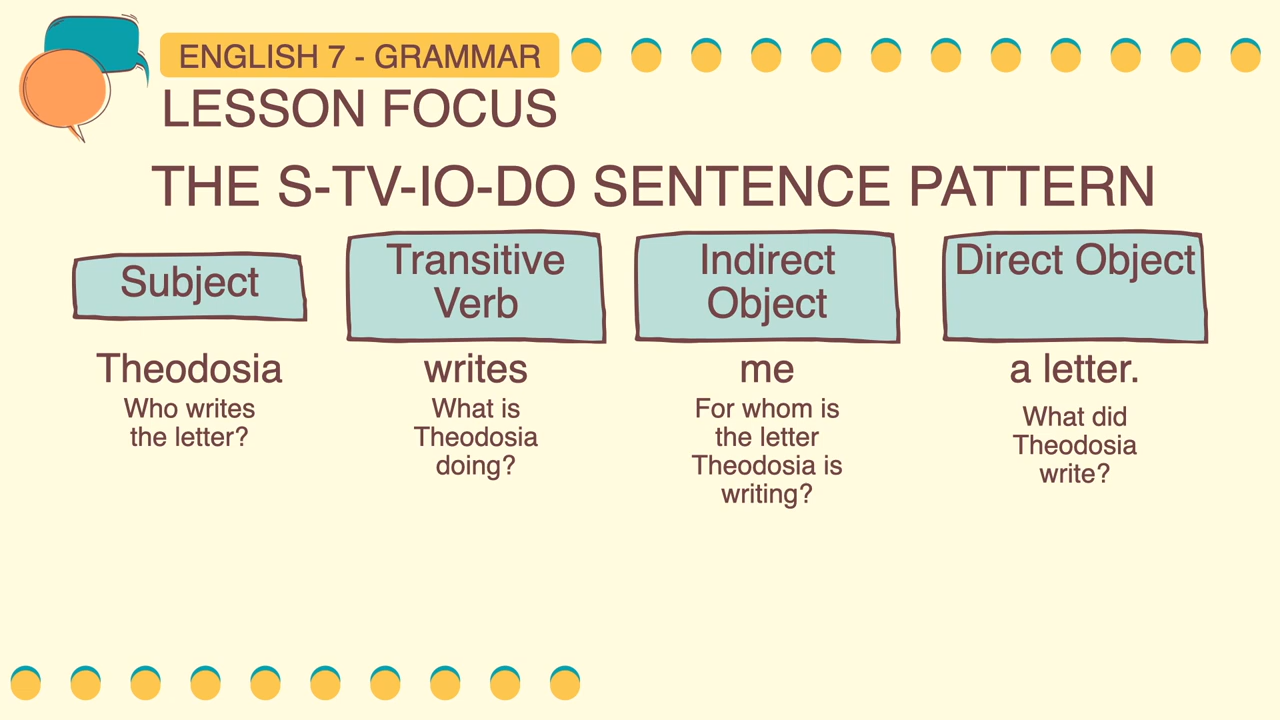 ENGLISH 7 - GRAMMAR
LESSON FOCUS
THE S-TV-IO-DO SENTENCE PATTERN
Subject
Theodosia
Who writes
the letter?
Transitive
Verb
writes
What is
Theodosia
doing?
Indirect
Object
me
For whom is
the letter
Theodosia is
writing?
Direct Object
a letter.
What did
Theodosia
write?